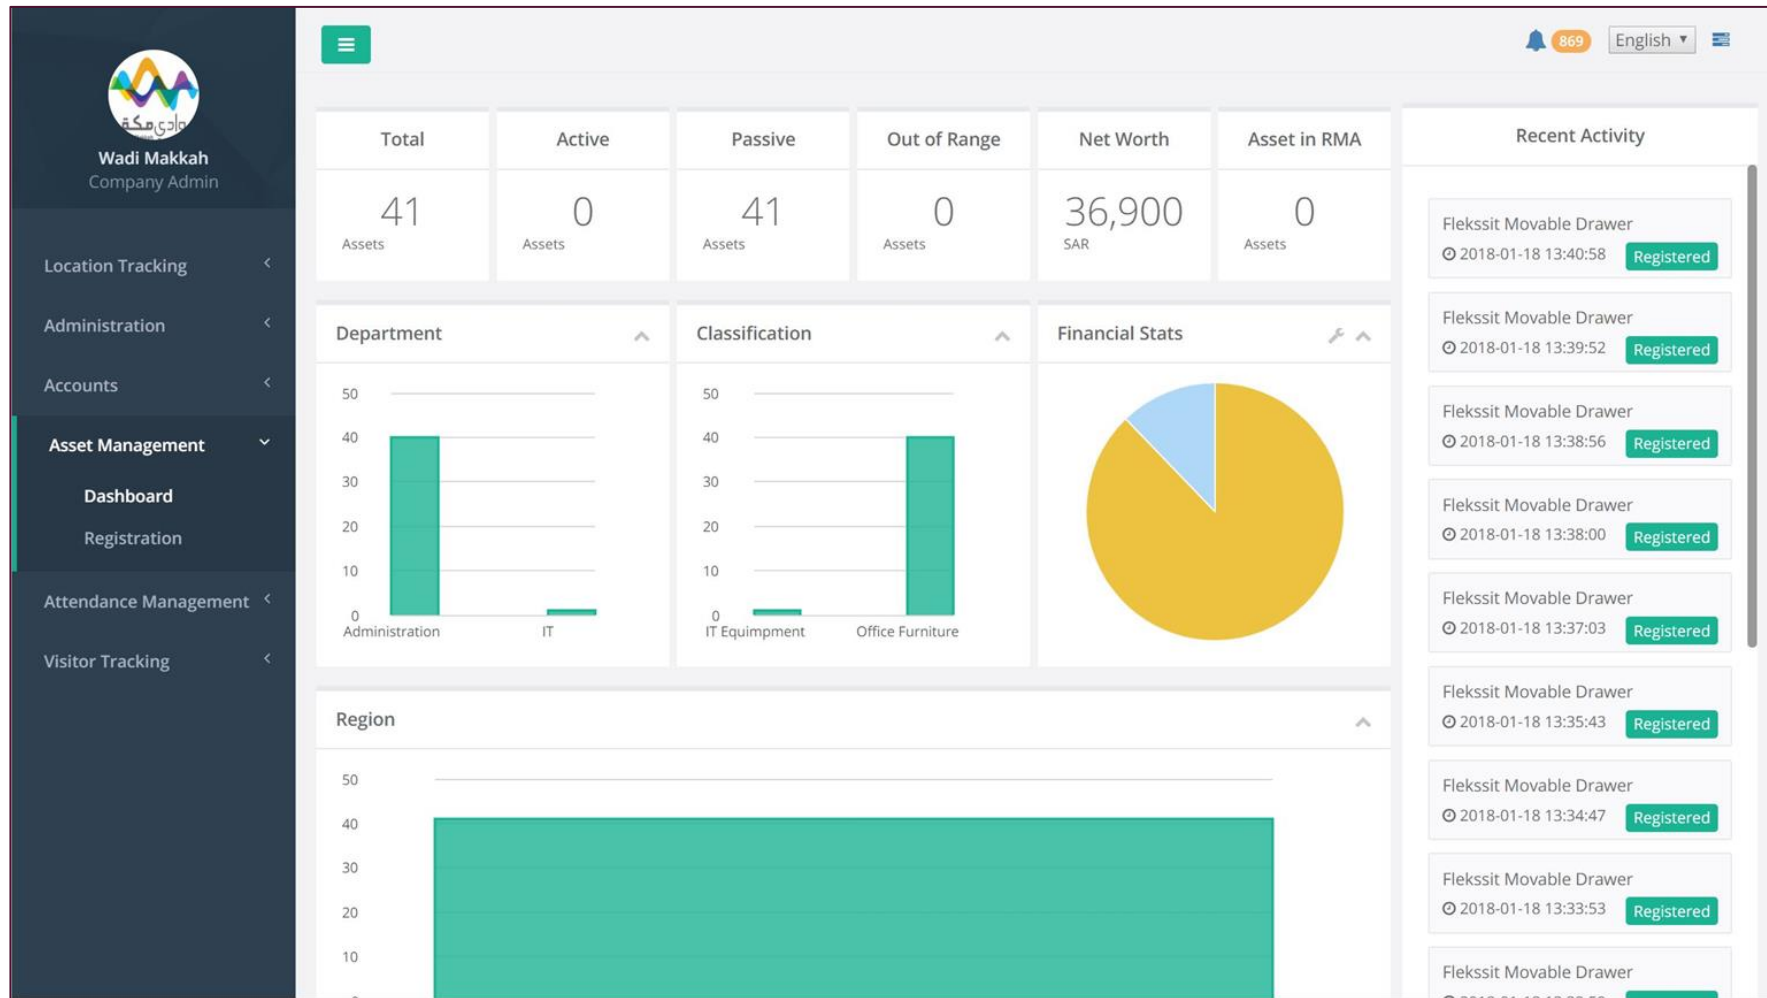 وادي مكة
Wadi Makkah
Company Admin
Location Tracking
Administration
Accounts
Asset Management
Dashboard
Registration
Attendance Management
Visitor Tracking
869
English
Total
41
Assets
Active
0
Assets
Passive
41
Assets
Out of Range
0
Assets
Net Worth
36,900
SAR
Asset in RMA
0
Assets
Department
50
40
30
20
10
0
Administration
IT
Classification
50
40
30
20
10
0
IT Equimpment
Office Furniture
Financial Stats
Region
50
40
30
20
10
Recent Activity
Flekssit Movable Drawer
2018-01-18 13:40:58 Registered
Flekssit Movable Drawer
2018-01-18 13:39:52 Registered
Flekssit Movable Drawer
2018-01-18 13:38:56 Registered
Flekssit Movable Drawer
2018-01-18 13:38:00 Registered
Flekssit Movable Drawer
2018-01-18 13:37:03 Registered
Flekssit Movable Drawer
2018-01-18 13:35:43 Registered
Flekssit Movable Drawer
2018-01-18 13:34:47 Registered
Flekssit Movable Drawer
2018-01-18 13:33:53 Registered
Flekssit Movable Drawer